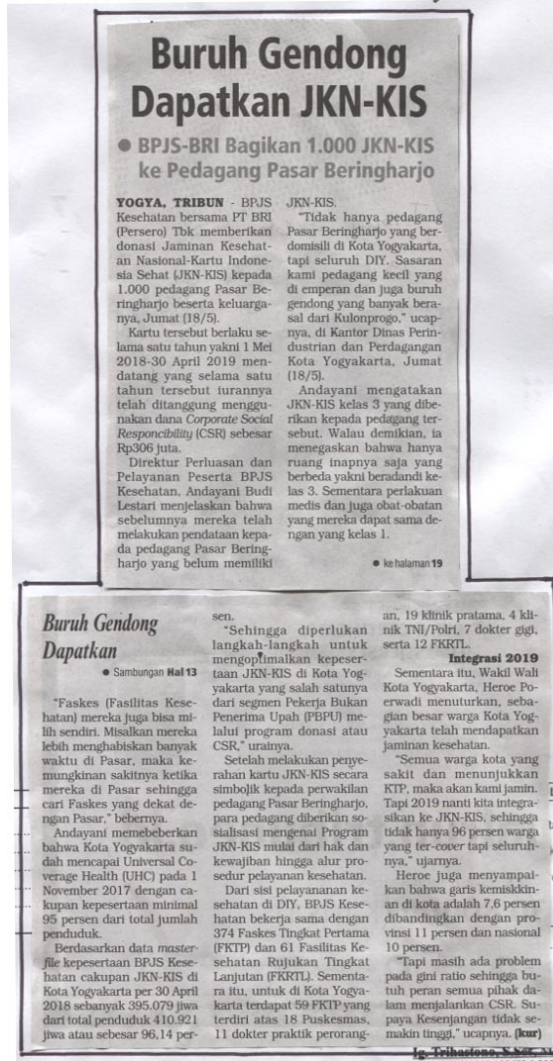 Buruh Gendong
Dapatkan JKN-KIS
● BPJS-BRI Bagikan 1.000 JKN-KIS
ke Pedagang Pasar Beringharjo
YOGYA, TRIBUN - BPJS
Kesehatan bersama PT BRI
(Persero) Tbk memberikan
donasi Jaminan Kesehat-
an Nasional-Kartu Indone-
sia Sehat (JKN-KIS) kepada
1.000 pedagang Pasar Be-
ringharjo beserta keluarga-
nya, Jumat (18/5).
Kartu tersebut berlaku se-
lama satu tahun yakni 1 Mei
2018-30 April 2019 men-
datang yang selama satu
tahun tersebut iurannya
telah ditanggung menggu-
nakan dana Corporate Social
Responcibility (CSR) sebesar
Rp306 juta.
Direktur Perluasan dan
Pelayanan Peserta BPJS
Kesehatan, Andayani Budi
Lestari menjelaskan bahwa
sebelumnya mereka telah
melakukan pendataan kepa-
da pedagang Pasar Bering-
harjo yang belum memiliki
JKN-KIS.
"Tidak hanya pedagang
Pasar Beringharjo yang ber-
domisili di Kota Yogyakarta,
tapi seluruh DIY. Sasaran
kami pedagang kecil yang
di emperan dan juga buruh
gendong yang banyak bera-
sal dari Kulonprogo," ucap-
nya, di Kantor Dinas Perin-
dustrian dan Perdagangan
Kota Yogyakarta, Jumat
(18/5).
Andayani mengatakan
JKN-KIS kelas 3 yang dibe-
rikan kepada pedagang ter-
sebut. Walau demikian, ia
menegaskan bahwa hanya
ruang inapnya saja yang
berbeda yakni beradandi ke-
las 3. Sementara perlakuan
medis dan juga obat-obatan
yang mereka dapat sama de-
ngan yang kelas 1.
● ke halaman 19
Buruh Gendong
Dapatkan
● Sambungan Hal 13
"Faskes (Fasilitas Kese-
hatan) mereka juga bisa mi-
lih sendiri. Misalkan mereka
lebih menghabiskan banyak
waktu di Pasar, maka ke-
mungkinan sakitnya ketika
mereka di Pasar sehingga
cari Faskes yang dekat de-
ngan Pasar," bebernya.
Andayani memebeberkan
bahwa Kota Yogyakarta su-
dah mencapai Universal Co-
verage Health (UHC) pada 1
November 2017 dengan ca-
kupan kepesertaan minimal
95 persen dari total jumlah
penduduk.
Berdasarkan data master-
file kepesertaan BPJS Kese-
hatan cakupan JKN-KIS di
Kota Yogyakarta per 30 April
2018 sebanyak 395.079 jiwa
dari total penduduk 410.921
jiwa atau sebesar 96,14 per-
sen.
"Sehingga diperlukan
langkah-langkah untuk
mengoptimalkan kepeser-
taan JKN-KIS di Kota Yog-
yakarta yang salah satunya
dari segmen Pekerja Bukan
Penerima Upah (PBPU) me-
lalui program donasi atau
CSR," urainya.
Setelah melakukan penye-
rahan kartu JKN-KIS secara
simbolik kepada perwakilan
pedagang Pasar Beringharjo,
para pedagang diberikan so-
sialisasi mengenai Program
JKN-KIS mulai dari hak dan
kewajiban hingga alur pro-
sedur pelayanan kesehatan.
Dari sisi pelayananan ke-
sehatan di DIY, BPJS Kese-
hatan bekerja sama dengan
374 Faskes Tingkat Pertama
(FKTP) dan 61 Fasilitas Ke-
sehatan Rujukan Tingkat
Lanjutan (FKRTL). Sementa-
ra itu, untuk di Kota Yogya-
karta terdapat 59 FKTP yang
terdiri atas 18 Puskesmas,
11 dokter praktik perorang-
an, 19 klinik pratama, 4 kli-
nik TNI/Polri, 7 dokter gigi,
serta 12 FKRTL.
Integrasi 2019
Sementara itu, Wakil Wali
Kota Yogyakarta, Heroe Po-
erwadi menuturkan, seba-
gian besar warga Kota Yog-
yakarta telah mendapatkan
jaminan kesehatan.
"Semua warga kota yang
sakit dan menunjukkan
KTP, maka akan kami jamin.
Tapi 2019 nanti kita integra-
sikan ke JKN-KIS, sehingga
tidak hanya 96 persen warga
yang ter-cover tapi seluruh-
nya," ujarnya.
Heroe juga menyampai-
kan bahwa garis kemiskkin-
an di kota adalah 7,6 persen
dibandingkan dengan pro-
vinsi 11 persen dan nasional
10 persen.
"Tapi masih ada problem
pada gini ratio sehingga bu-
tuh peran semua pihak da-
lam menjalankan CSR. Supaya
Kesenjangan tidak se-
makin tinggi," ucapnya. (kur)
Ig. Trihastono, S.Sos.